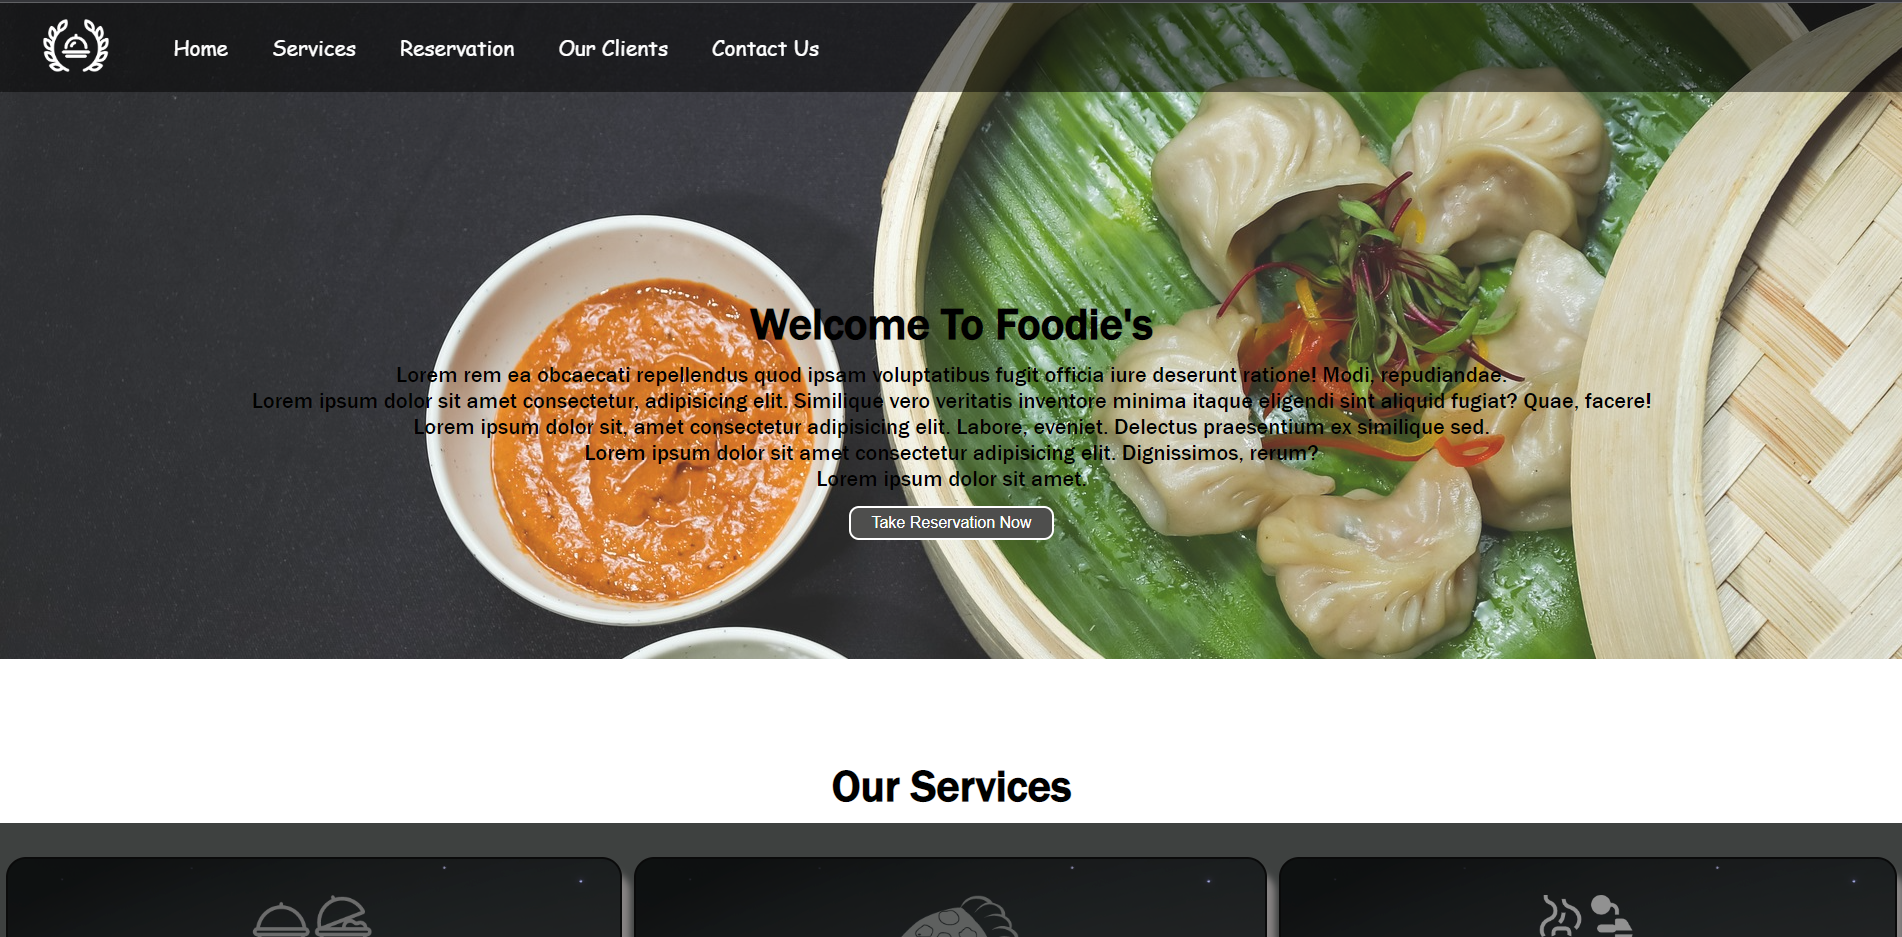 Home Services Reservation Our Clients Contact Us
Welcome To Foodie's
Lorem rem ea obcaecati repellendus quod ipsam voluptatibus fugit officia iure deserunt ratione! Modi, repudiandae.
Lorem ipsum dolor sit amet consectetur, adipisicing elit. Similique vero veritatis inventore minima itaque eligendi sint aliquid fugiat? Quae, facere!
Lorem ipsum dolor sit, amet consectetur adipisicing elit. Labore, eveniet. Delectus praesentium ex similique sed.
Lorem ipsum dolor sit amet consectetur adipisicing elit. Dignissimos, rerum?
Lorem ipsum dolor sit amet.
Take Reservation Now
Our Services